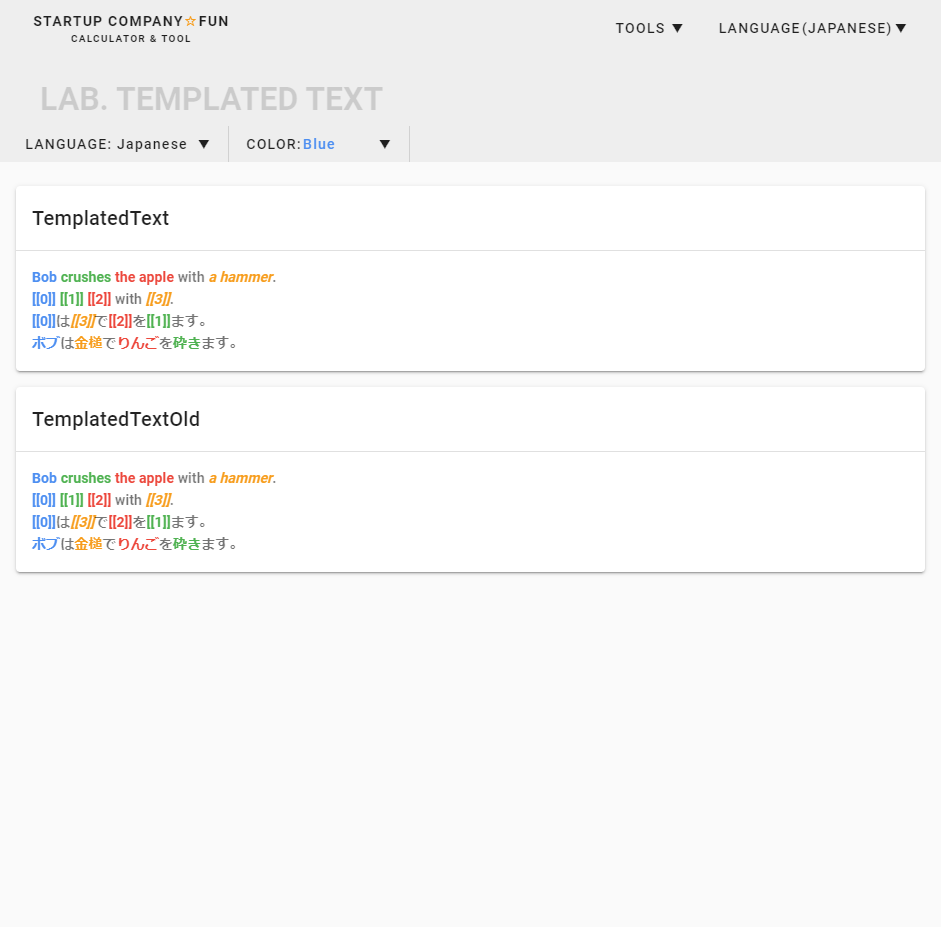 STARTUP COMPANY☆FUN
CALCULATOR & TOOL
TOOLS ▼
LANGUAGE(JAPANESE) ▼
LAB. TEMPLATED TEXT
LANGUAGE: Japanese ▼
COLOR:Blue ▼
TemplatedText
Bob crushes the apple with a hammer.
[[0]] [[1]] [[2]] with [[3]].
[[0]]は[[3]]で[[2]]を[[1]]ます。
ボブは金槌でりんごを砕きます。
TemplatedTextOld
Bob crushes the apple with a hammer.
[[0]] [[1]] [[2]] with [[3]].
[[0]]は[[3]]で[[2]]を[[1]]ます。
ボブは金槌でりんごを砕きます。